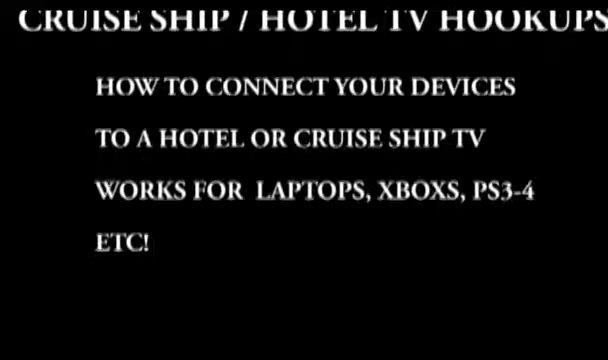 CRUISE SHIP / HOTEL TV HOOKUPS
HOW TO CONNECT YOUR DEVICES
TO A HOTEL OR CRUISE SHIP TV
WORKS FOR LAPTOPS, XBOXS, PS3-4
ETC!